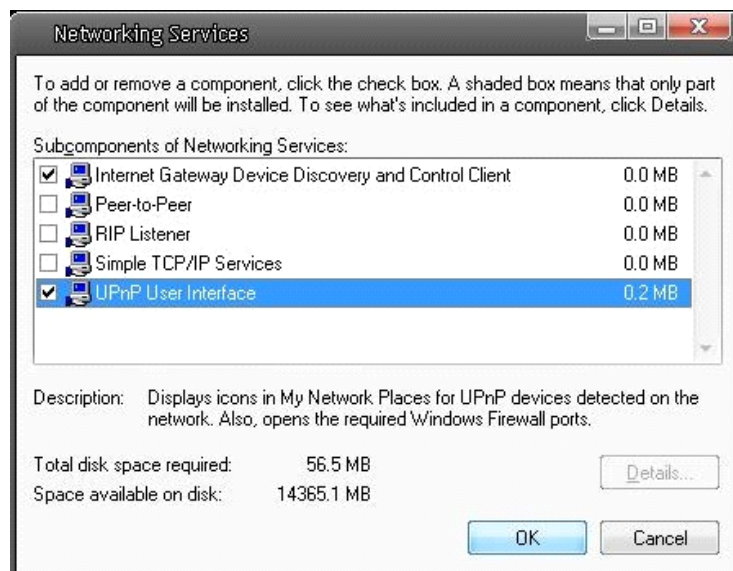 Networking Services
To add or remove a component, click the check box. A shaded box means that only part
of the component will be installed. To see what's included in a component, click Details.
Subcomponents of Networking Services:
Internet Gateway Device Discovery and Control Client 0.0 MB
Peer-to-Peer 0.0 MB
RIP Listener 0.0 MB
Simple TCP/IP Services 0.0 MB
UPnP User Interface 0.2 MB
Description: Displays icons in My Network Places for UPnP devices detected on the
network. Also, opens the required Windows Firewall ports.
Total disk space required: 56.5 MB
Space available on disk: 14365.1 MB
Details...
OK Cancel